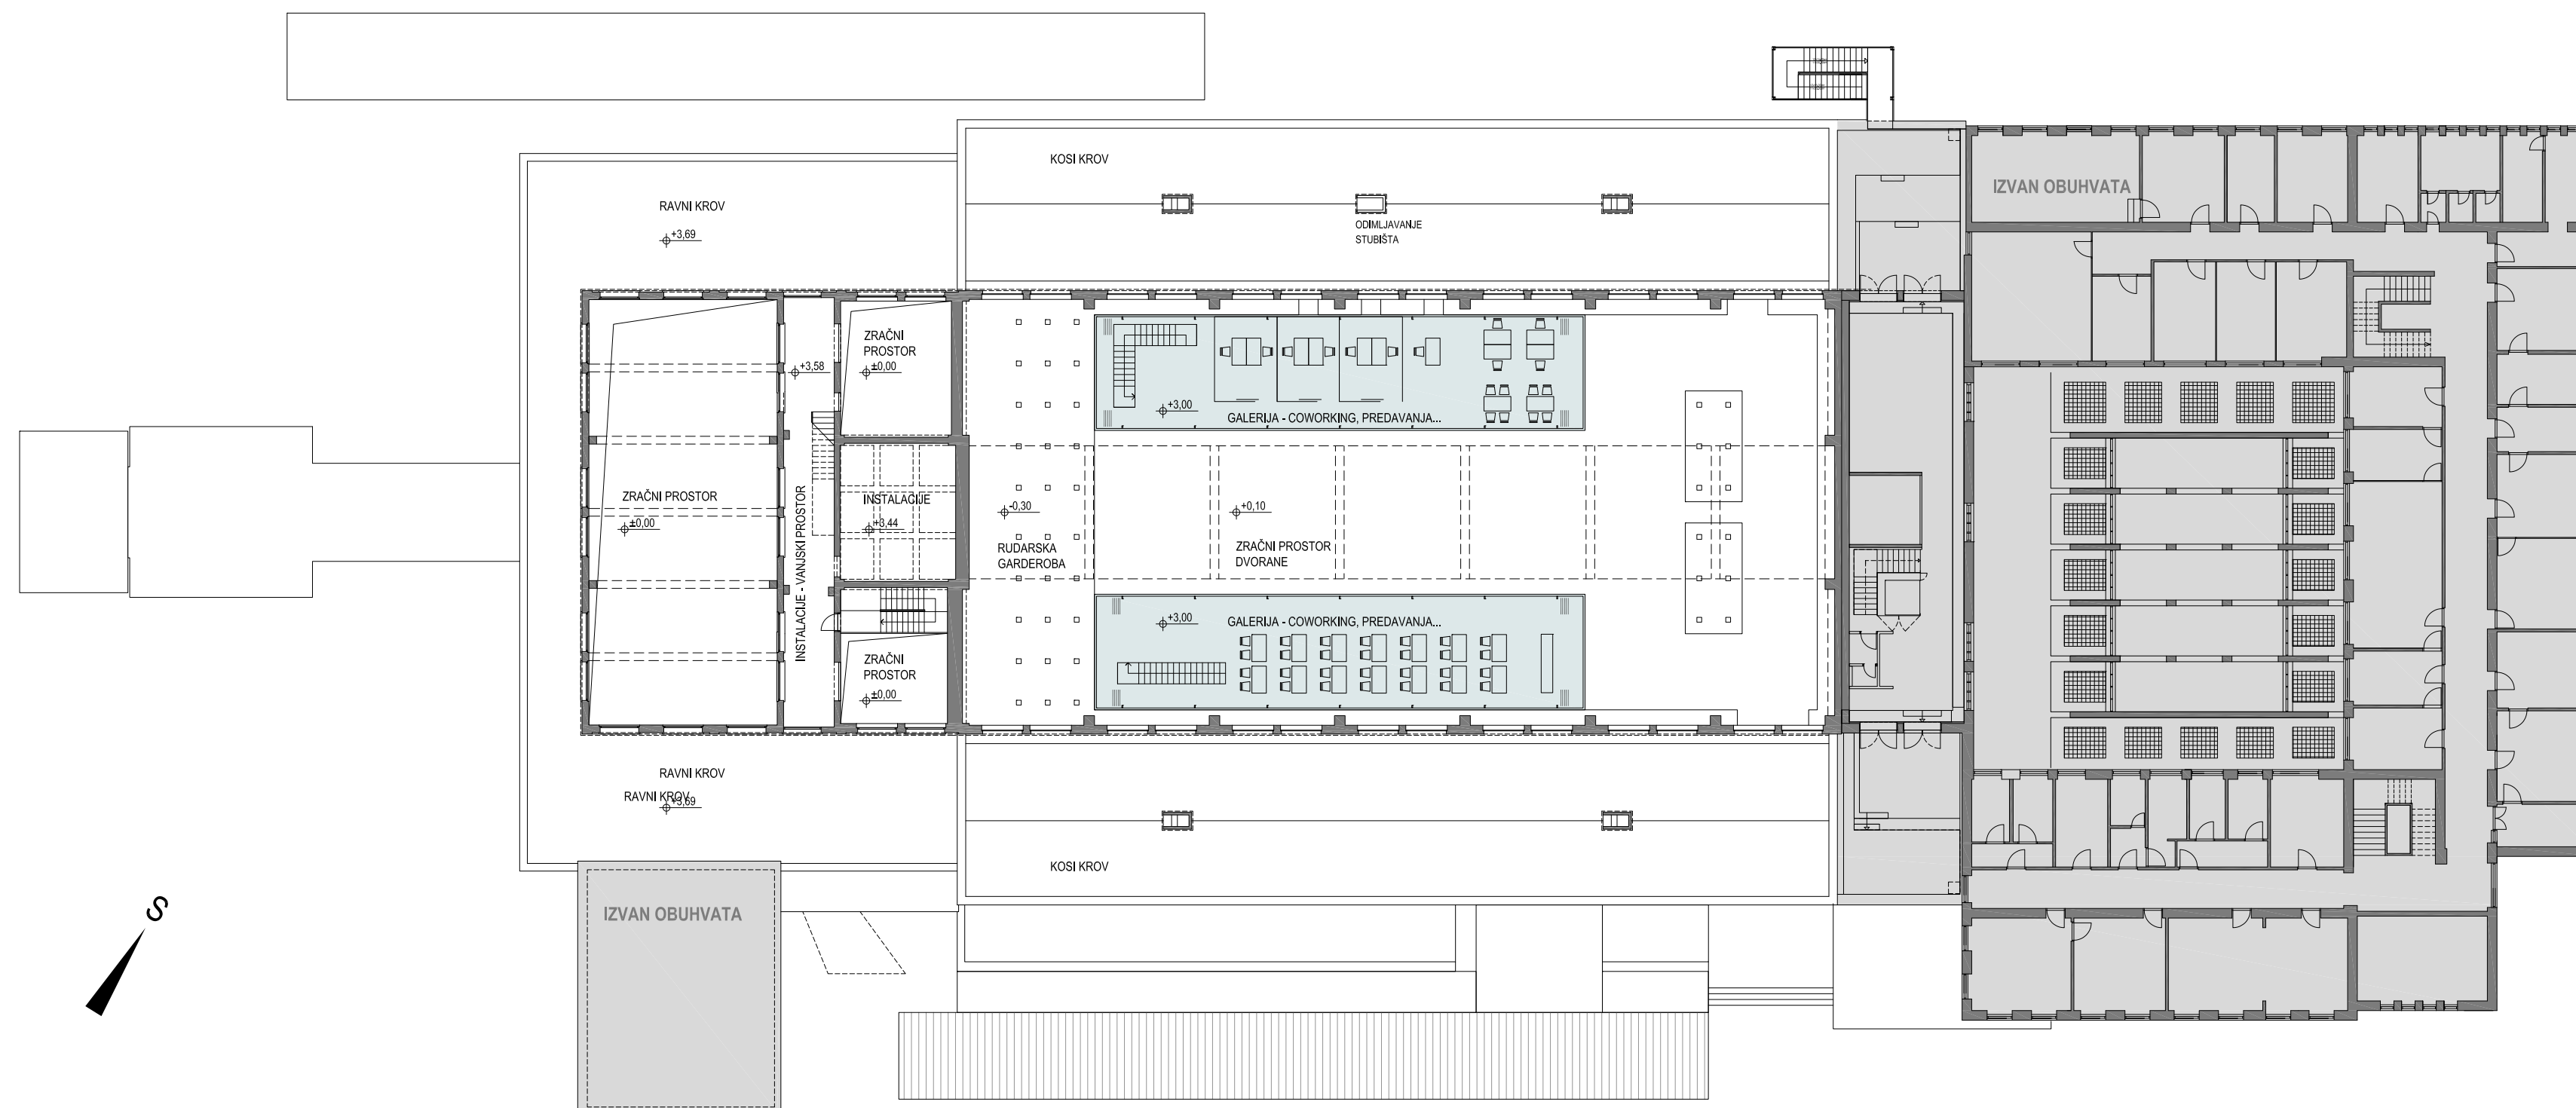 KOSI KROV
IZVAN OBUHVATA
RAVNI KROV
+3,69
ODIMLJAVANJE
STUBIŠTA
ZRAČNI
PROSTOR
±0,00
+3,58
+3,00
GALERIJA - COWORKING, PREDAVANJA...
ZRAČNI PROSTOR
±0,00
INSTALACIJE - VANJSKI PROSTOR
INSTALACIJE
+3,44
-0,30
RUDARSKA
GARDEROBA
+0,10
ZRAČNI PROSTOR
DVORANE
+3,00
GALERIJA - COWORKING, PREDAVANJA...
ZRAČNI
PROSTOR
±0,00
RAVNI KROV
RAVNI KROV
+3,69
KOSI KROV
IZVAN OBUHVATA
S